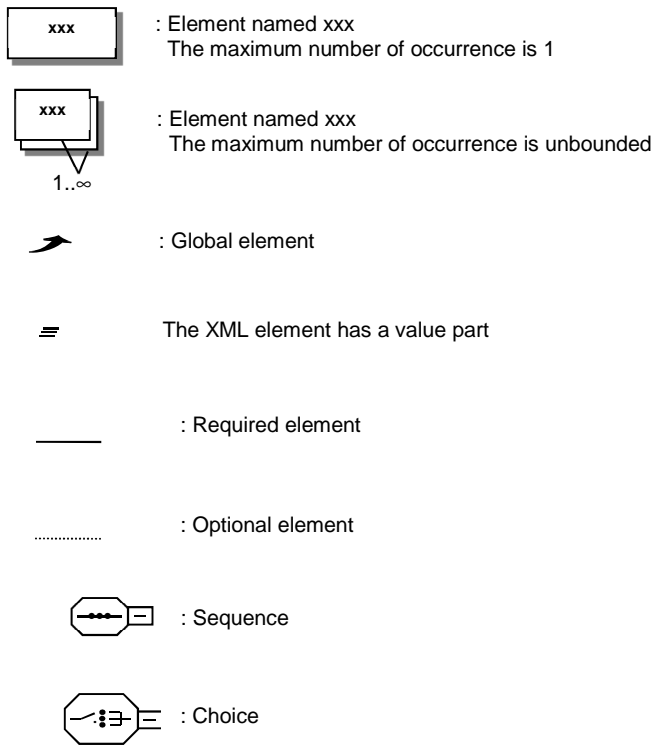 xxx
: Element named xxx
The maximum number of occurrence is 1
xxx
1..∞
: Element named xxx
The maximum number of occurrence is unbounded
: Global element
The XML element has a value part
: Required element
: Optional element
: Sequence
: Choice